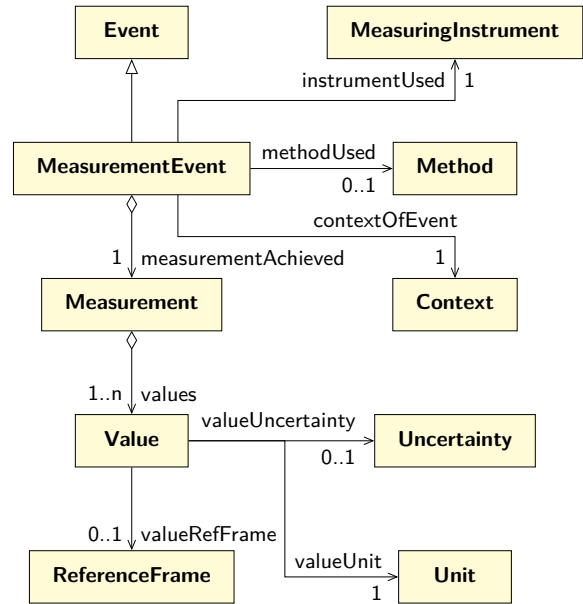 Event
MeasuringInstrument
instrumentUsed
1
MeasurementEvent
methodUsed
0..1
Method
contextOfEvent
1
1
measurementAchieved
Measurement
Context
1..n
values
Value
valueUncertainty
0..1
Uncertainty
0..1
valueRefFrame
valueUnit
1
ReferenceFrame
Unit